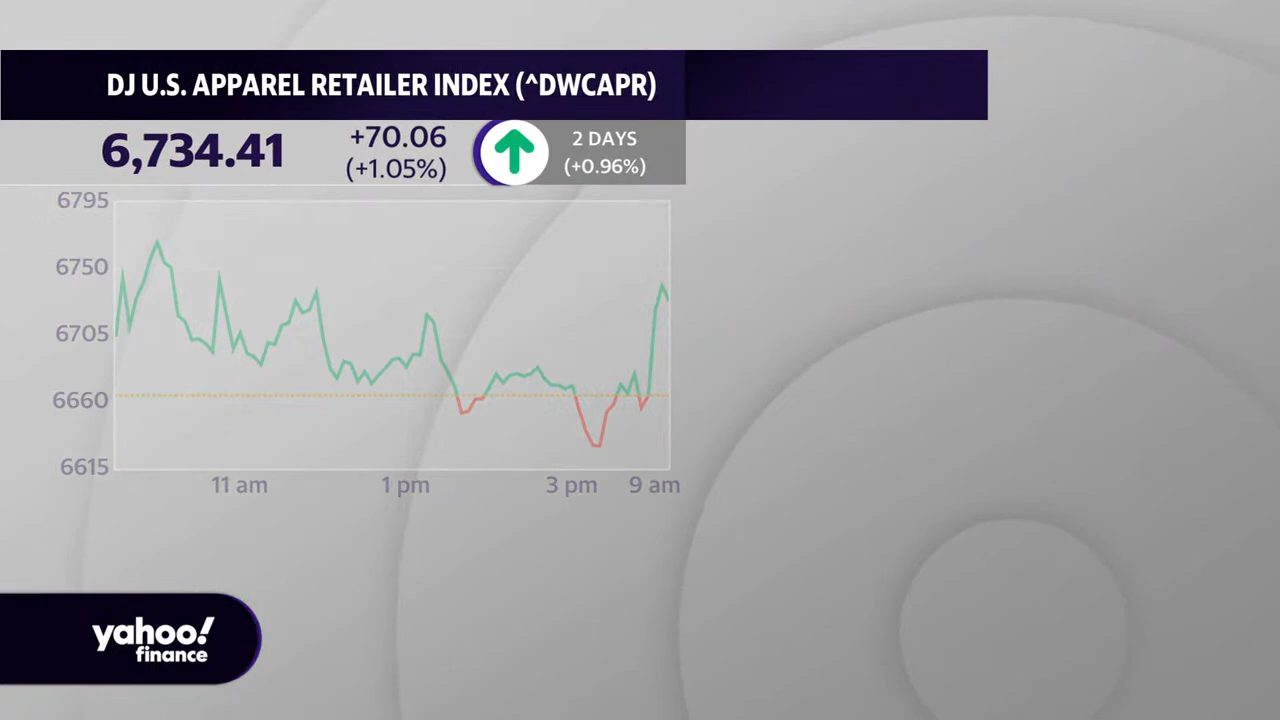 DJ U.S. APPAREL RETAILER INDEX (^DWCAPR)
6,734.41
+70.06
(+1.05%)
2 DAYS
(+0.96%)
6795
6750
6705
6660
6615
11 am 1 pm 3 pm 9 am
yahoo!
finance